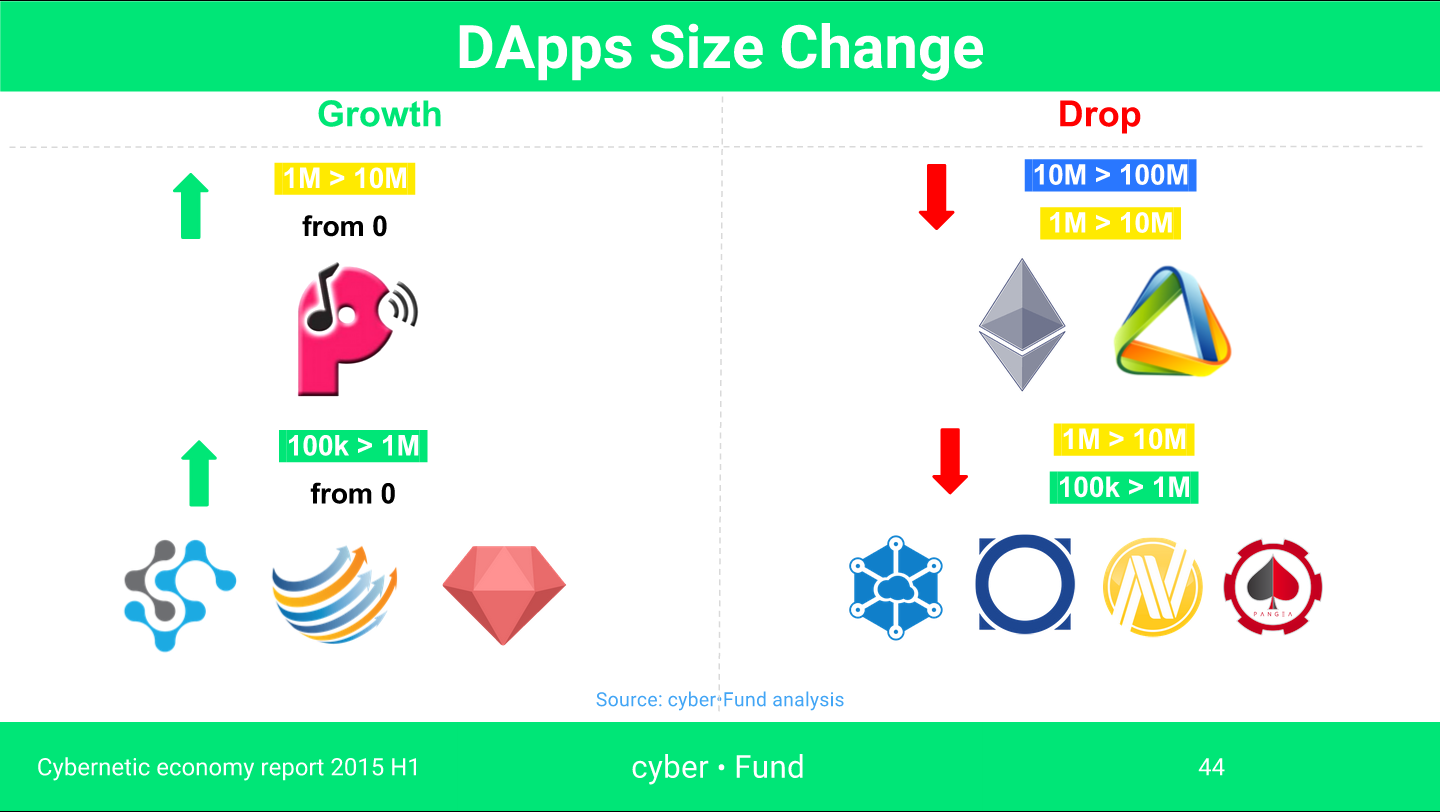 DApps Size Change
Growth
1M > 10M
from 0
100k > 1M
from 0
Drop
10M > 100M
1M > 10M
1M > 10M
100k > 1M
PANGEA
Source: cyber•Fund analysis
Cybernetic economy report 2015 H1
cyber • Fund
44